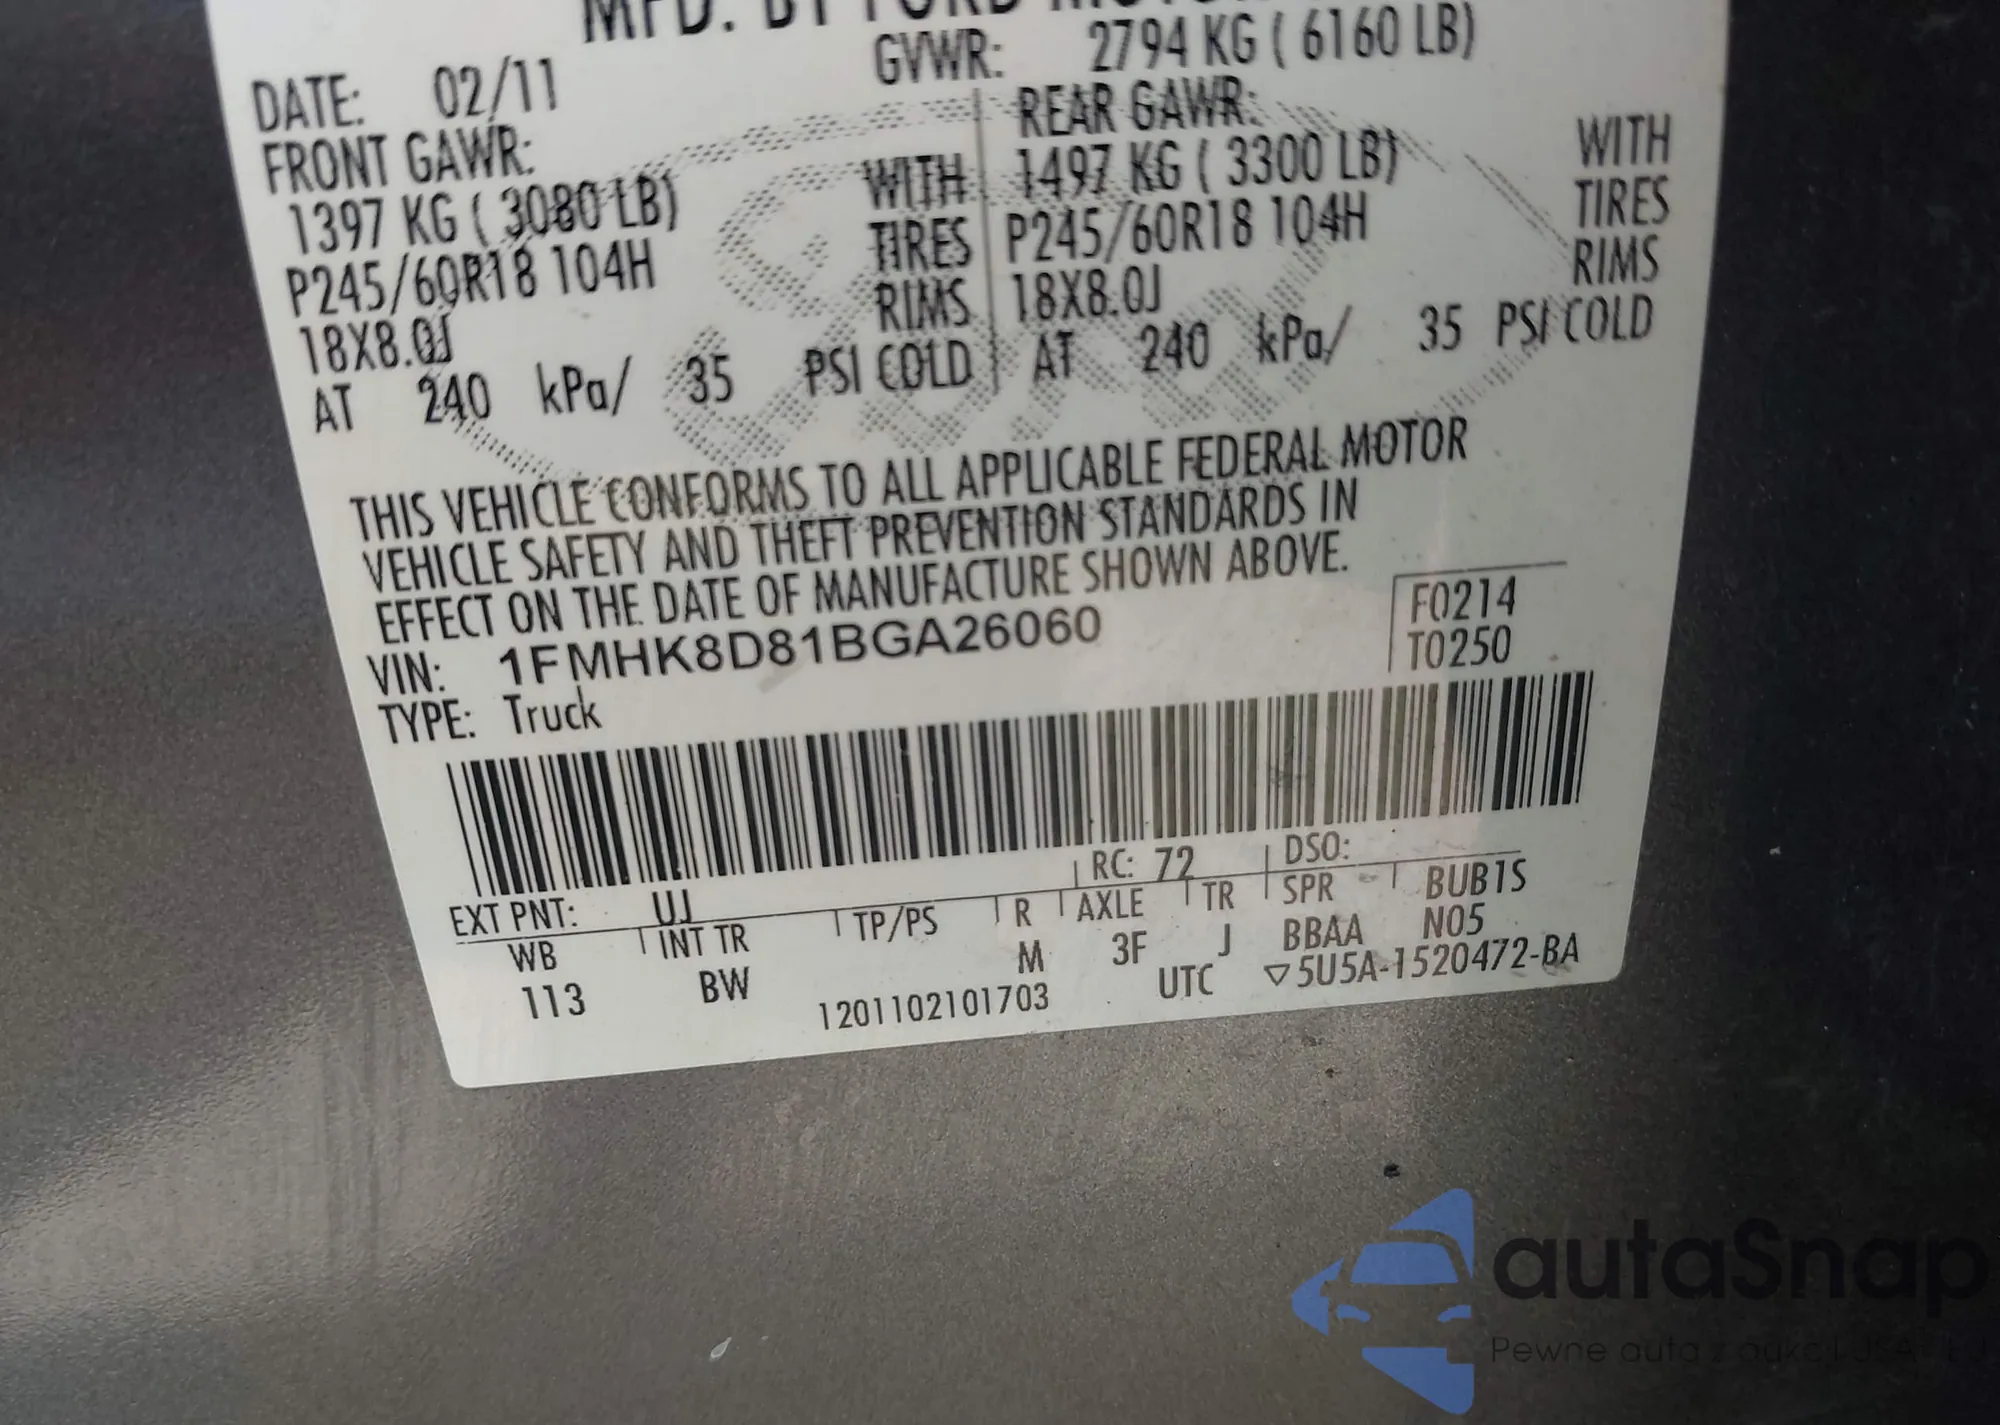 MFD. BY FORD MOTOR
DATE: 02/11 GVWR: 2794 KG ( 6160 LB)
FRONT GAWR: REAR GAWR:
1397 KG ( 3080 LB) WITH 1497 KG ( 3300 LB) WITH
P245/60R18 104H TIRES P245/60R18 104H TIRES
18X8.0J RIMS 18X8.0J RIMS
AT 240 kPa/ 35 PSI COLD AT 240 kPa/ 35 PSI COLD
THIS VEHICLE CONFORMS TO ALL APPLICABLE FEDERAL MOTOR
VEHICLE SAFETY AND THEFT PREVENTION STANDARDS IN
EFFECT ON THE DATE OF MANUFACTURE SHOWN ABOVE.
VIN: 1FMHK8D81BGA26060 F0214
TYPE: Truck T0250
EXT PNT: UJ RC: 72 DSO:
WB INT TR TP/PS R AXLE TR SPR BUB1S
113 BW M 3F J BBAA N05
1201102101703 UTC ▽5U5A-1520472-BA
autaSnap
Pewne auta z aukcji USA